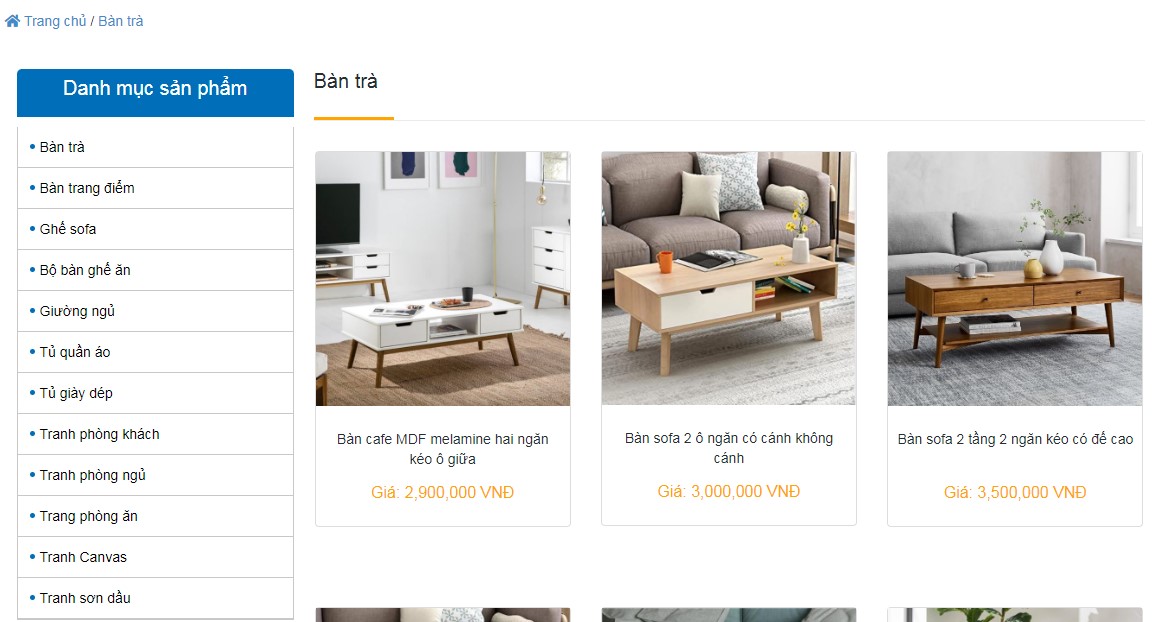 Trang chủ / Bàn trà
Danh mục sản phẩm
Bàn trà
Bàn trang điểm
Ghế sofa
Bộ bàn ghế ăn
Giường ngủ
Tủ quần áo
Tủ giày dép
Tranh phòng khách
Tranh phòng ngủ
Trang phòng ăn
Tranh Canvas
Tranh sơn dầu
Bàn trà
Bàn cafe MDF melamine hai ngăn
kéo ô giữa
Giá: 2,900,000 VNĐ
Bàn sofa 2 ô ngăn có cánh không
cánh
Giá: 3,000,000 VNĐ
Bàn sofa 2 tầng 2 ngăn kéo có đế cao
Giá: 3,500,000 VNĐ